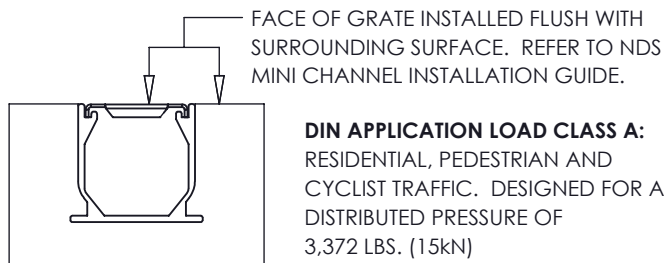 FACE OF GRATE INSTALLED FLUSH WITH
SURROUNDING SURFACE. REFER TO NDS
MINI CHANNEL INSTALLATION GUIDE.
DIN APPLICATION LOAD CLASS A:
RESIDENTIAL, PEDESTRIAN AND
CYCLIST TRAFFIC. DESIGNED FOR A
DISTRIBUTED PRESSURE OF
3,372 LBS. (15kN)